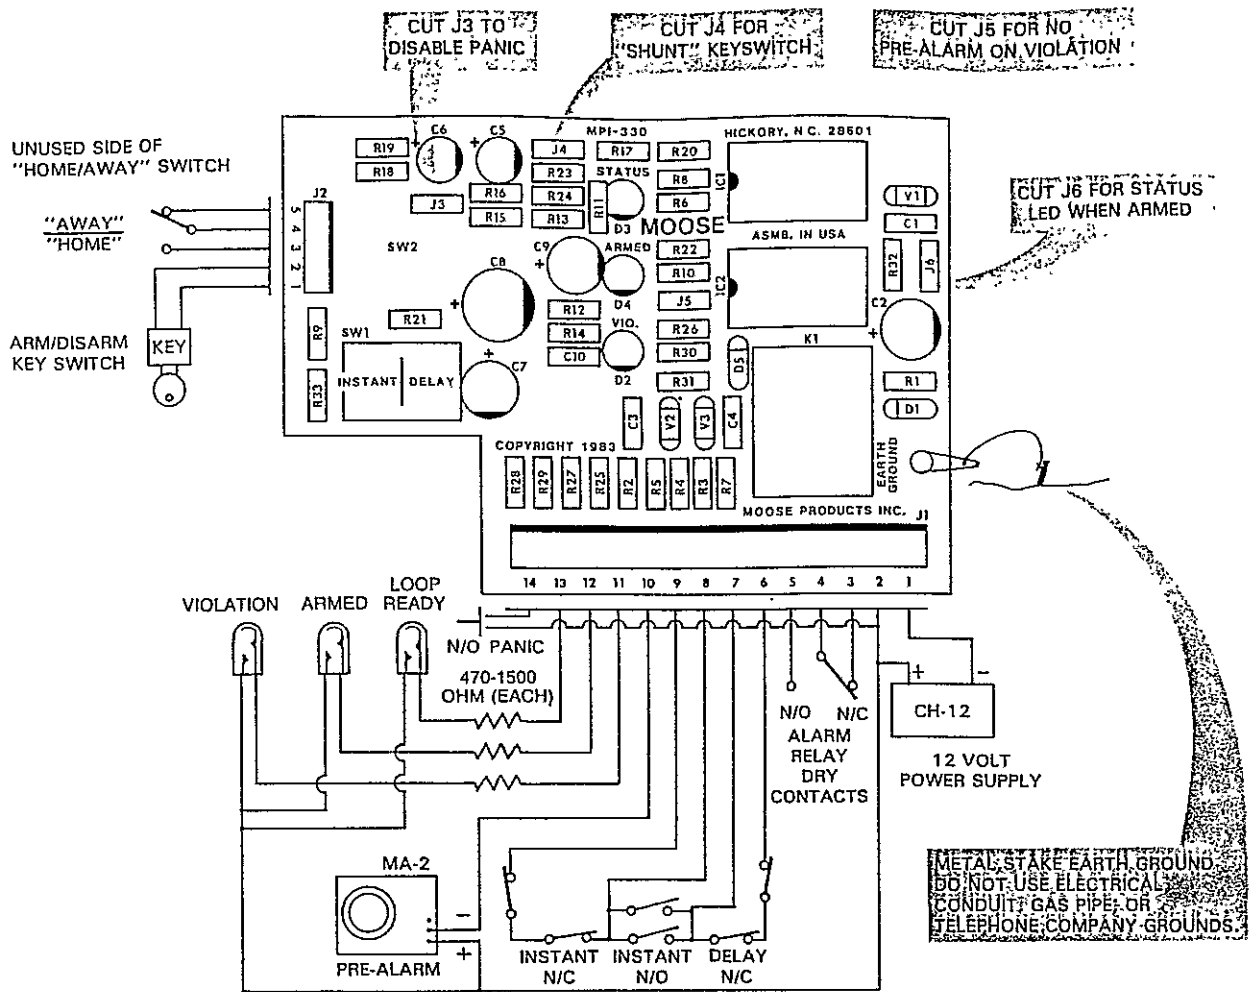 CUT J3 TO
DISABLE PANIC
CUT J4 FOR
"SHUNT" KEYSWITCH
CUT J5 FOR NO
PRE-ALARM ON VIOLATION
UNUSED SIDE OF
"HOME/AWAY" SWITCH
"AWAY"
"HOME"
ARM/DISARM
KEY SWITCH
KEY
J2
5
4
3
2
1
R19
R18
C6
C5
J4
MPI-330
R17
R20
HICKORY, N.C. 28601
R23
STATUS
R8
IC1
J3
R16
R24
R11
R6
V1
R15
R13
D3
MOOSE
C1
CUT J6 FOR STATUS
LED WHEN ARMED
SW2
C9
ARMED
R22
ASMB. IN USA
R32
J6
C8
R10
D4
J5
IC2
C2
R12
R9
SW1
R21
R14
VIO.
R26
K1
C10
R30
D5
INSTANT
DELAY
C7
D2
R31
R1
R33
C3
V2
V3
C4
D1
COPYRIGHT 1983
EARTH
GROUND
R28
R29
R27
R25
R2
R5
R4
R3
R7
MOOSE PRODUCTS INC.
J1
14 13 12 11 10 9 8 7 6 5 4 3 2 1
VIOLATION
ARMED
LOOP
READY
N/O PANIC
470-1500
OHM (EACH)
N/O
N/C
ALARM
RELAY
DRY
CONTACTS
+
-
CH-12
12 VOLT
POWER SUPPLY
MA-2
-
+
PRE-ALARM
INSTANT
N/C
INSTANT
N/O
DELAY
N/C
METAL STAKE EARTH GROUND.
DO NOT USE ELECTRICAL
CONDUIT, GAS PIPE, OR
TELEPHONE COMPANY GROUNDS.